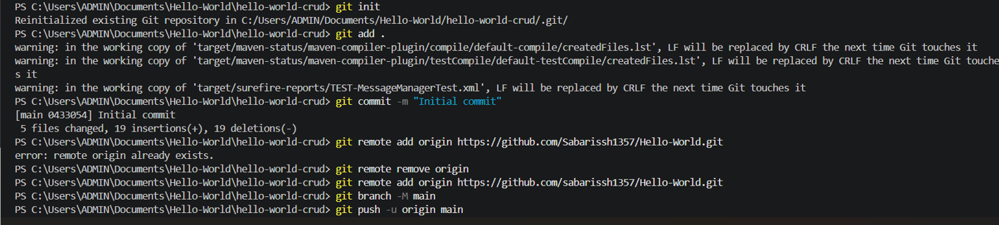 PS C:\Users\ADMIN\Documents\Hello-World\hello-world-crud> git init
Reinitialized existing Git repository in C:/Users/ADMIN/Documents/Hello-World/hello-world-crud/.git/
PS C:\Users\ADMIN\Documents\Hello-World\hello-world-crud> git add .
warning: in the working copy of 'target/maven-status/maven-compiler-plugin/compile/default-compile/createdFiles.lst', LF will be replaced by CRLF the next time Git touches it
warning: in the working copy of 'target/maven-status/maven-compiler-plugin/testCompile/default-testCompile/createdFiles.lst', LF will be replaced by CRLF the next time Git touche
s it
warning: in the working copy of 'target/surefire-reports/TEST-MessageManagerTest.xml', LF will be replaced by CRLF the next time Git touches it
PS C:\Users\ADMIN\Documents\Hello-World\hello-world-crud> git commit -m "Initial commit"
[main 0433054] Initial commit
 5 files changed, 19 insertions(+), 19 deletions(-)
PS C:\Users\ADMIN\Documents\Hello-World\hello-world-crud> git remote add origin https://github.com/Sabarissh1357/Hello-World.git
error: remote origin already exists.
PS C:\Users\ADMIN\Documents\Hello-World\hello-world-crud> git remote remove origin
PS C:\Users\ADMIN\Documents\Hello-World\hello-world-crud> git remote add origin https://github.com/sabarissh1357/Hello-World.git
PS C:\Users\ADMIN\Documents\Hello-World\hello-world-crud> git branch -M main
PS C:\Users\ADMIN\Documents\Hello-World\hello-world-crud> git push -u origin main